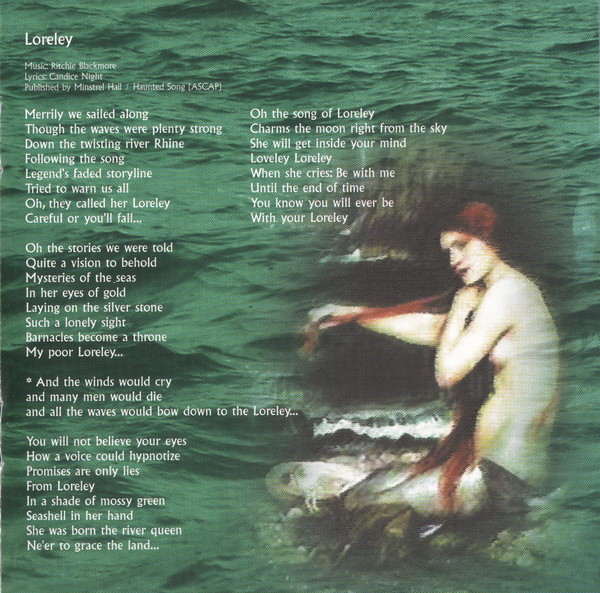 Loreley
Music: Ritchie Blackmore
Lyrics: Candice Night
Published by Minstrel Hall / Haunted Song (ASCAP)
Merrily we sailed along
Though the waves were plenty strong
Down the twisting river Rhine
Following the song
Legend's faded storyline
Tried to warn us all
Oh, they called her Loreley
Careful or you'll fall...
Oh the stories we were told
Quite a vision to behold
Mysteries of the seas
In her eyes of gold
Laying on the silver stone
Such a lonely sight
Barnacles become a throne
My poor Loreley...
* And the winds would cry
and many men would die
and all the waves would bow down to the Loreley...
You will not believe your eyes
How a voice could hypnotize
Promises are only lies
From Loreley
In a shade of mossy green
Seashell in her hand
She was born the river queen
Ne'er to grace the land...
Oh the song of Loreley
Charms the moon right from the sky
She will get inside your mind
Loveley Loreley
When she cries: Be with me
Until the end of time
You know you will ever be
With your Loreley